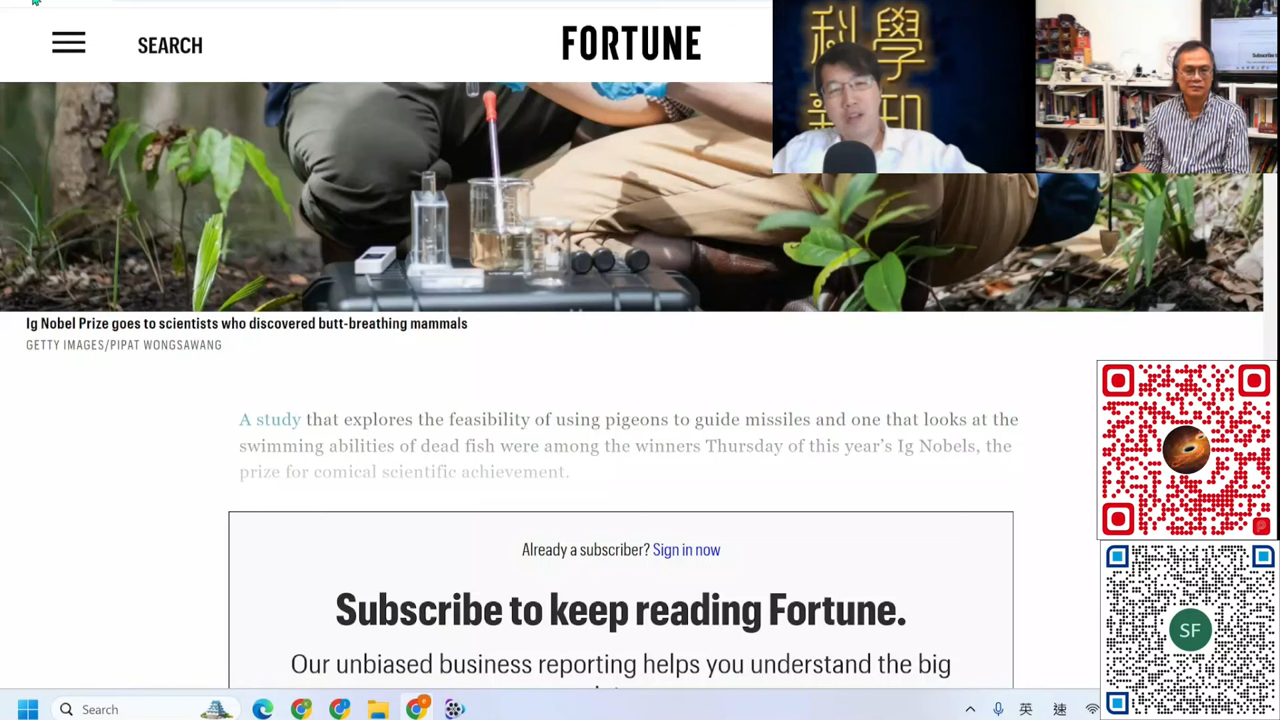 SEARCH
FORTUNE
科學
新知
Ig Nobel Prize goes to scientists who discovered butt-breathing mammals
GETTY IMAGES/PIPAT WONGSAWANG
A study that explores the feasibility of using pigeons to guide missiles and one that looks at the
swimming abilities of dead fish were among the winners Thursday of this year's Ig Nobels, the
prize for comical scientific achievement.
Already a subscriber? Sign in now
Subscribe to keep reading Fortune.
Our unbiased business reporting helps you understand the big
SF
Search
英
速